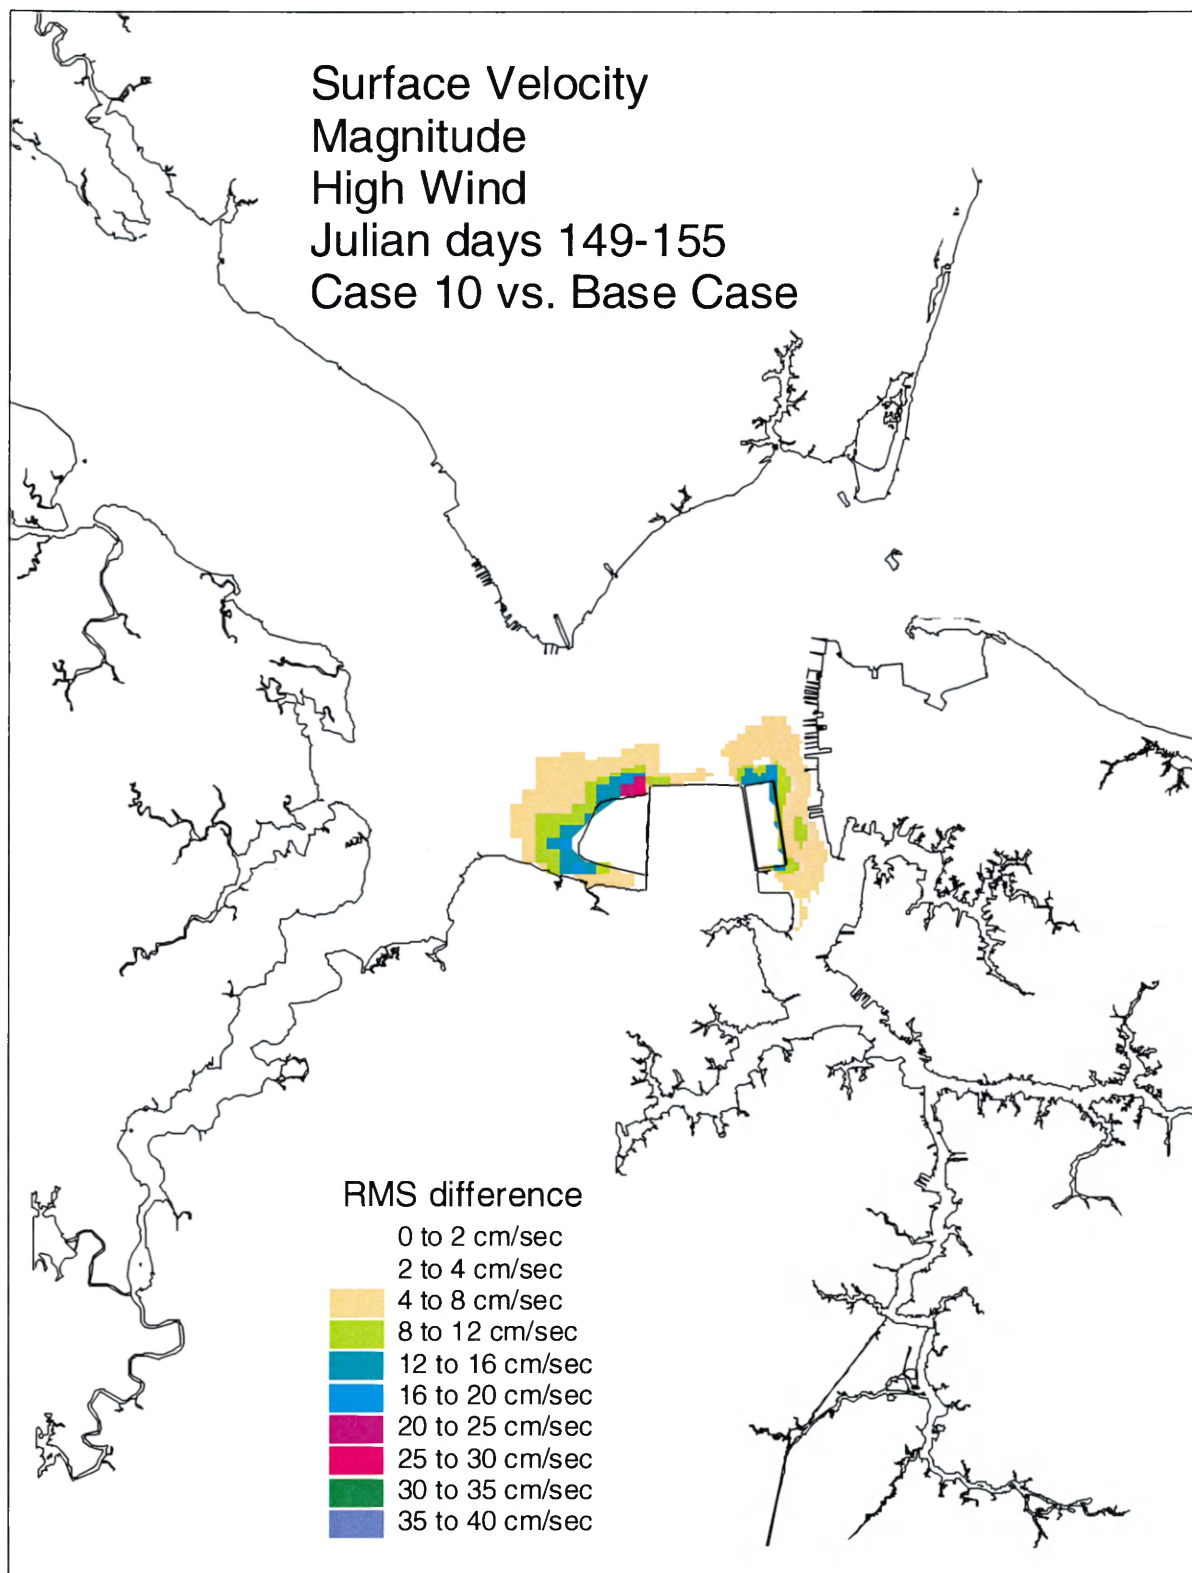 Surface Velocity
Magnitude
High Wind
Julian days 149-155
Case 10 vs. Base Case
RMS difference
0 to 2 cm/sec
2 to 4 cm/sec
4 to 8 cm/sec
8 to 12 cm/sec
12 to 16 cm/sec
16 to 20 cm/sec
20 to 25 cm/sec
25 to 30 cm/sec
30 to 35 cm/sec
35 to 40 cm/sec